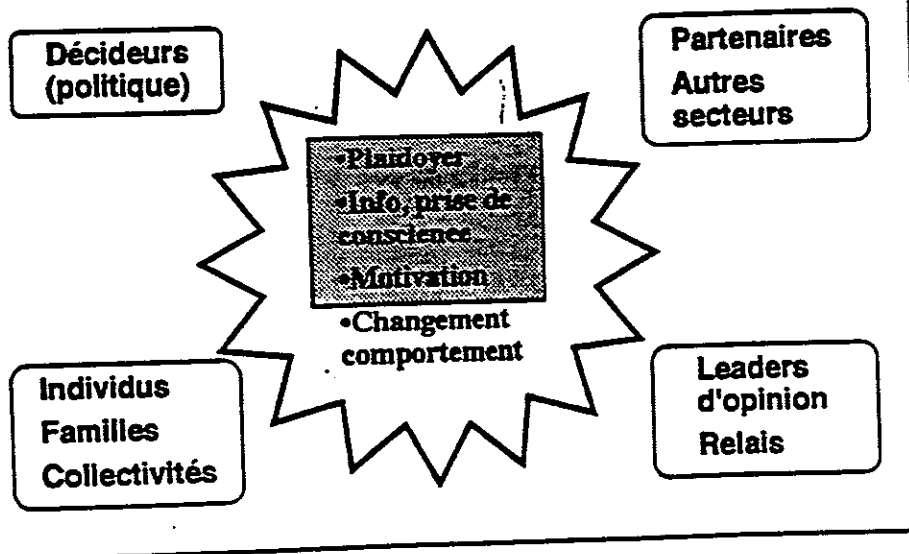 Décideurs
(politique)
Partenaires
Autres
secteurs
•Plaidoyer
•Info, prise de
conscience
•Motivation
•Changement
comportement
Individus
Familles
Collectivités
Leaders
d'opinion
Relais